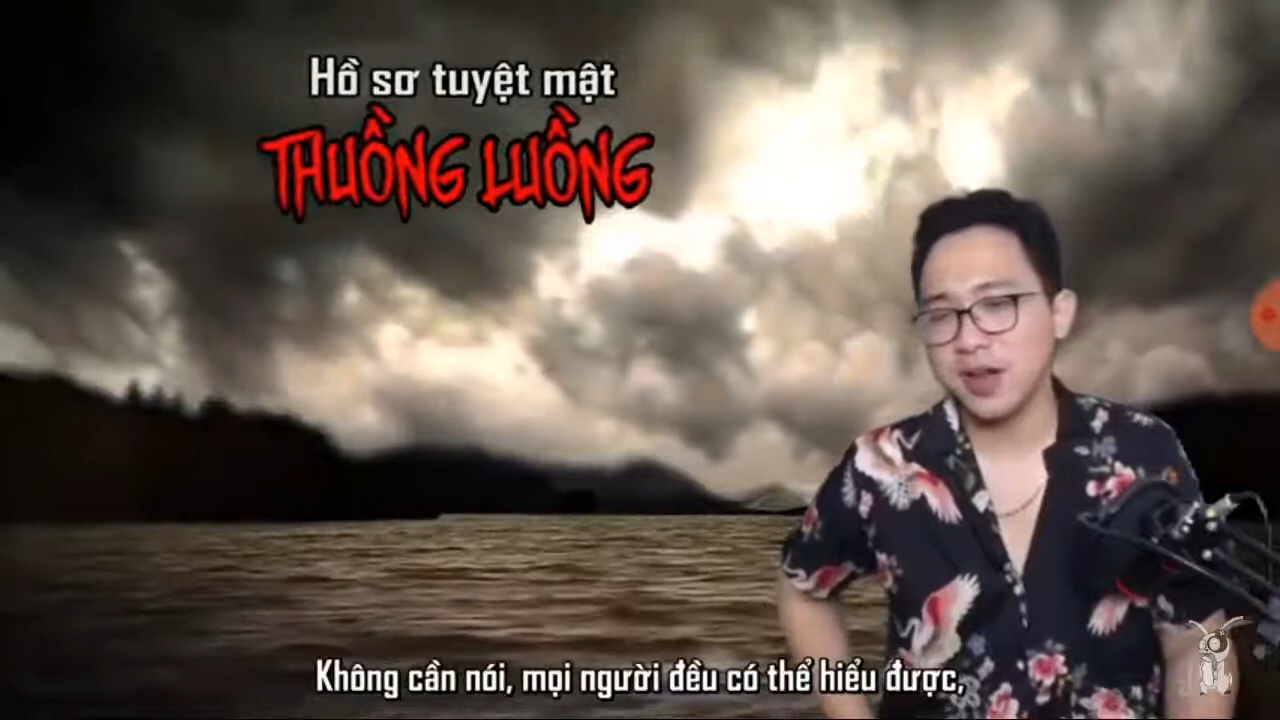 Hồ sơ tuyệt mật
THUỒNG LUỒNG
Không cần nói, mọi người đều có thể hiểu được,